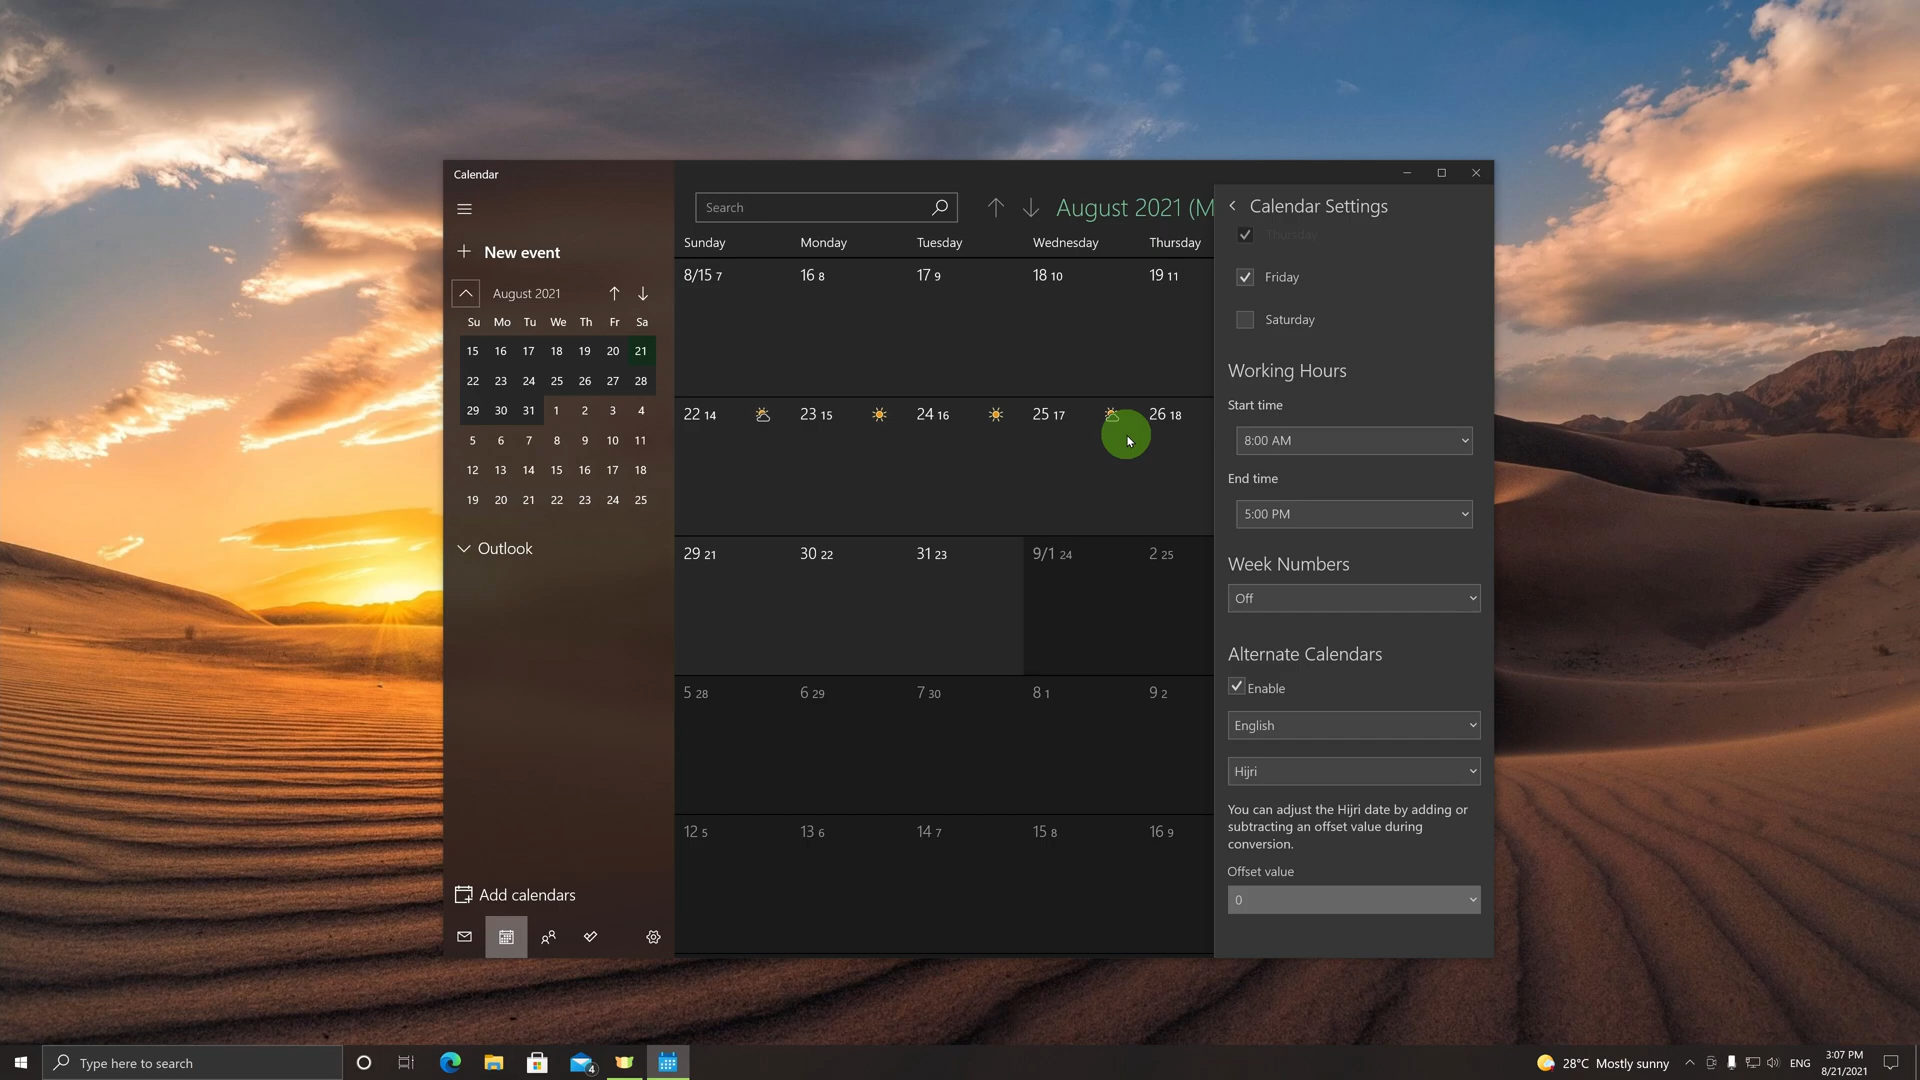 Calendar
New event
August 2021
Su Mo Tu We Th Fr Sa
15 16 17 18 19 20 21
22 23 24 25 26 27 28
29 30 31 1 2 3 4
5 6 7 8 9 10 11
12 13 14 15 16 17 18
19 20 21 22 23 24 25
Outlook
Add calendars
Search
August 2021 (M
Sunday Monday Tuesday Wednesday Thursday
8/15 7 16 8 17 9 18 10 19 11
22 14 23 15 24 16 25 17 26 18
29 21 30 22 31 23 9/1 24 2 25
5 28 6 29 7 30 8 1 9 2
12 5 13 6 14 7 15 8 16 9
Calendar Settings
Thursday
Friday
Saturday
Working Hours
Start time
8:00 AM
End time
5:00 PM
Week Numbers
Off
Alternate Calendars
Enable
English
Hijri
You can adjust the Hijri date by adding or
subtracting an offset value during
conversion.
Offset value
0
Type here to search
4
28°C Mostly sunny
ENG
3:07 PM
8/21/2021